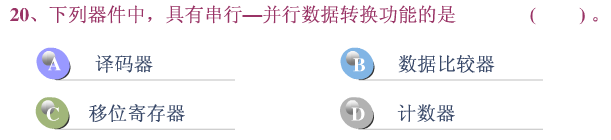 20、下列器件中，具有串行—并行数据转换功能的是 ( )。
A 译码器 B 数据比较器
C 移位寄存器 D 计数器